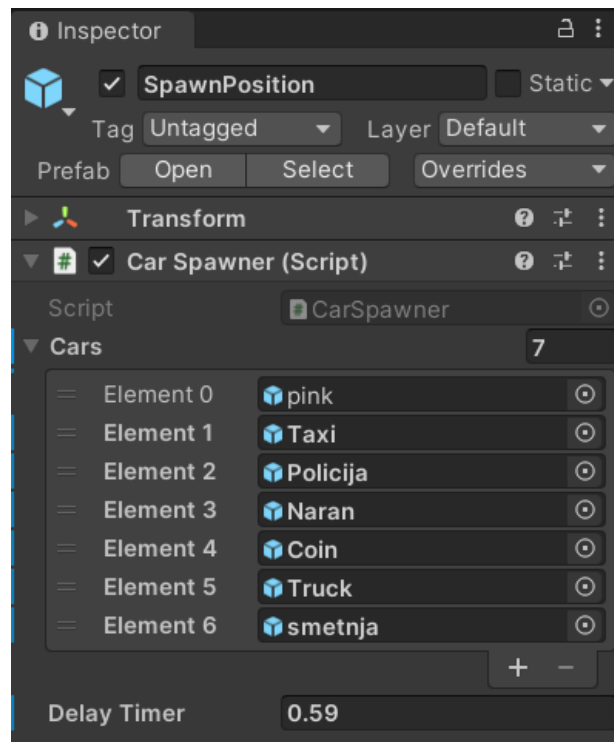 Inspector
SpawnPosition Static
Tag Untagged Layer Default
Prefab Open Select Overrides
Transform
# Car Spawner (Script)
Script # CarSpawner
Cars 7
= Element 0 pink
= Element 1 Taxi
= Element 2 Policija
= Element 3 Naran
= Element 4 Coin
= Element 5 Truck
= Element 6 smetnja
+ −
Delay Timer 0.59